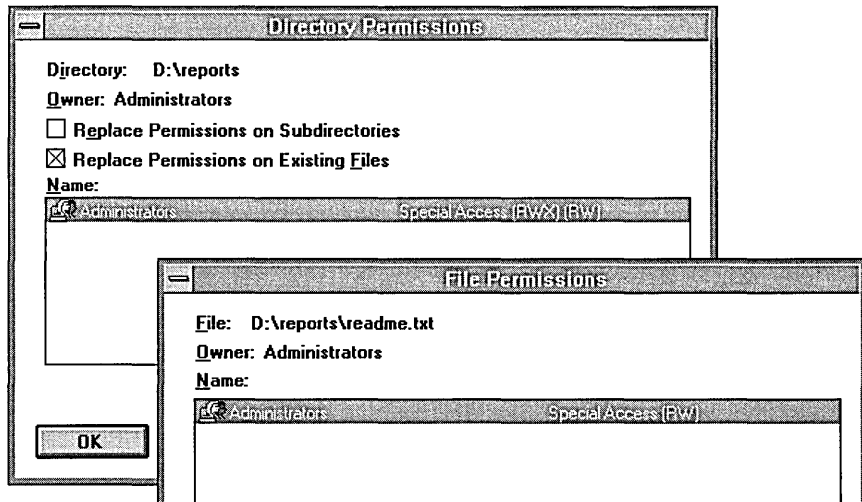 Directory Permissions
Directory: D:\reports
Owner: Administrators
Replace Permissions on Subdirectories
Replace Permissions on Existing Files
Name:
Administrators Special Access (RWX) (RW)
OK
File Permissions
File: D:\reports\readme.txt
Owner: Administrators
Name:
Administrators Special Access (RW)